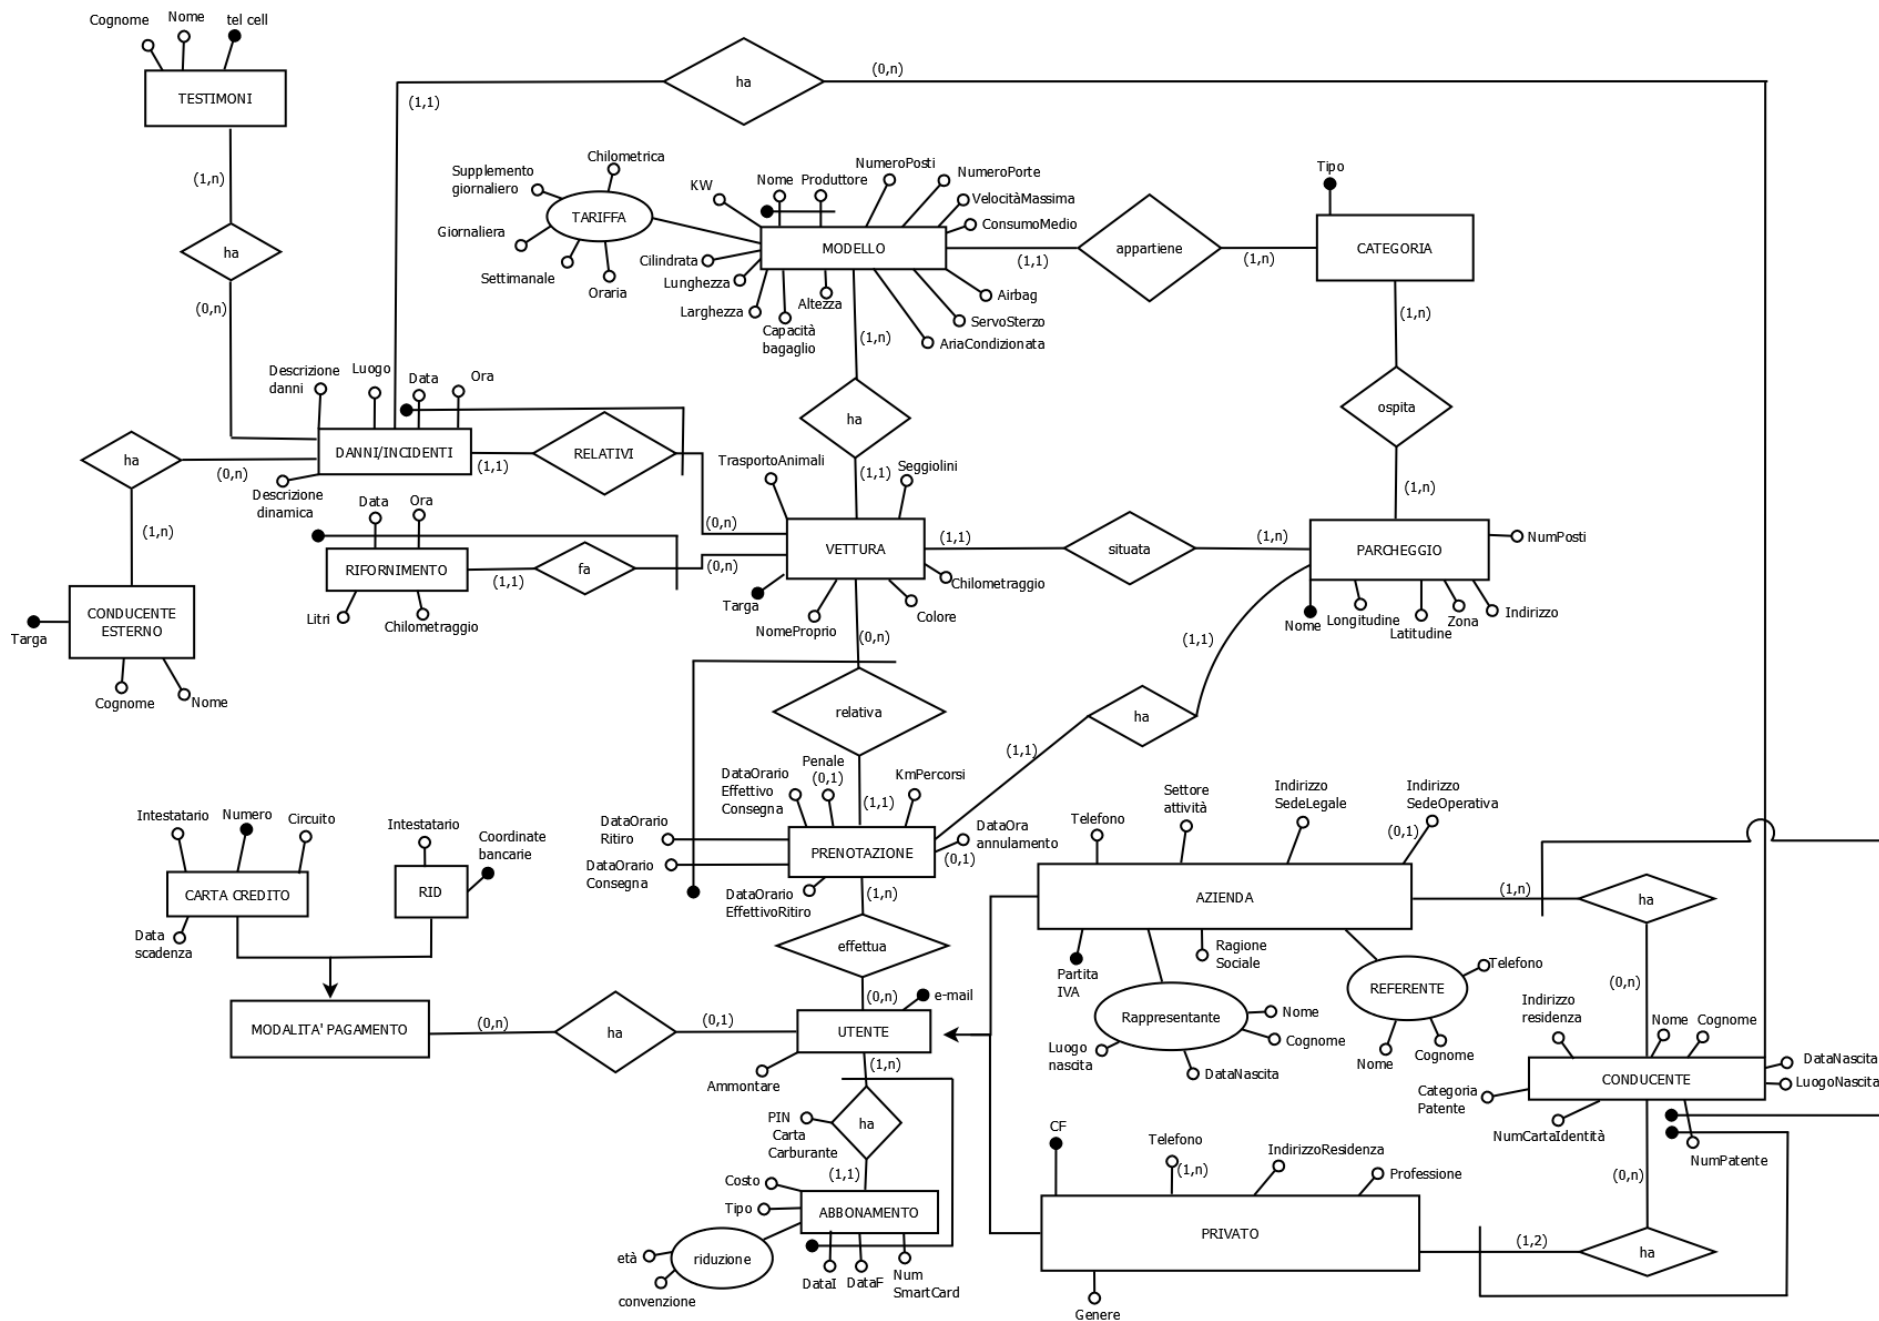 Cognome
Nome
tel cell
TESTIMONI
(1,n)
ha
(0,n)
ha
(0,n)
(1,1)
Supplemento
giornaliero
Chilometrica
TARIFFA
Giornaliera
Settimanale
Oraria
KW
Nome
Produttore
NumeroPosti
NumeroPorte
VelocitàMassima
ConsumoMedio
MODELLO
Cilindrata
Lunghezza
Larghezza
Capacità
bagaglio
Altezza
Airbag
ServoSterzo
AriaCondizionata
(1,1)
appartiene
(1,n)
Tipo
CATEGORIA
(1,n)
ospita
(1,n)
(1,n)
ha
(1,1)
Descrizione
danni
Luogo
Data
Ora
DANNI/INCIDENTI
Descrizione
dinamica
(1,1)
RELATIVI
(0,n)
ha
(0,n)
(1,n)
CONDUCENTE
ESTERNO
Targa
Cognome
Nome
Data
Ora
RIFORNIMENTO
Litri
Chilometraggio
(1,1)
fa
(0,n)
TrasportoAnimali
Seggiolini
VETTURA
Targa
NomeProprio
Colore
Chilometraggio
(1,1)
situata
(1,n)
PARCHEGGIO
NumPosti
Nome
Longitudine
Latitudine
Zona
Indirizzo
(0,n)
relativa
(1,1)
(1,1)
ha
(1,1)
DataOrario
Effettivo
Consegna
Penale
(0,1)
KmPercorsi
DataOrario
Ritiro
DataOrario
Consegna
PRENOTAZIONE
DataOra
annulamento
(0,1)
DataOrario
EffettivoRitiro
(1,n)
effettua
(0,n)
Intestatario
Numero
Circuito
CARTA CREDITO
Data
scadenza
Intestatario
Coordinate
bancarie
RID
MODALITA' PAGAMENTO
(0,n)
ha
(0,1)
e-mail
UTENTE
Ammontare
(1,n)
PIN
Carta
Carburante
ha
(1,1)
Costo
Tipo
ABBONAMENTO
riduzione
età
convenzione
DataI
DataF
Num
SmartCard
Telefono
Settore
attività
Indirizzo
SedeLegale
Indirizzo
SedeOperativa
(0,1)
AZIENDA
Partita
IVA
Ragione
Sociale
Rappresentante
Luogo
nascita
DataNascita
Nome
Cognome
REFERENTE
Telefono
Nome
Cognome
(1,n)
ha
(0,n)
Indirizzo
residenza
Nome
Cognome
DataNascita
LuogoNascita
CONDUCENTE
Categoria
Patente
NumCartaIdentità
NumPatente
(0,n)
CF
Telefono
(1,n)
IndirizzoResidenza
Professione
PRIVATO
Genere
(1,2)
ha